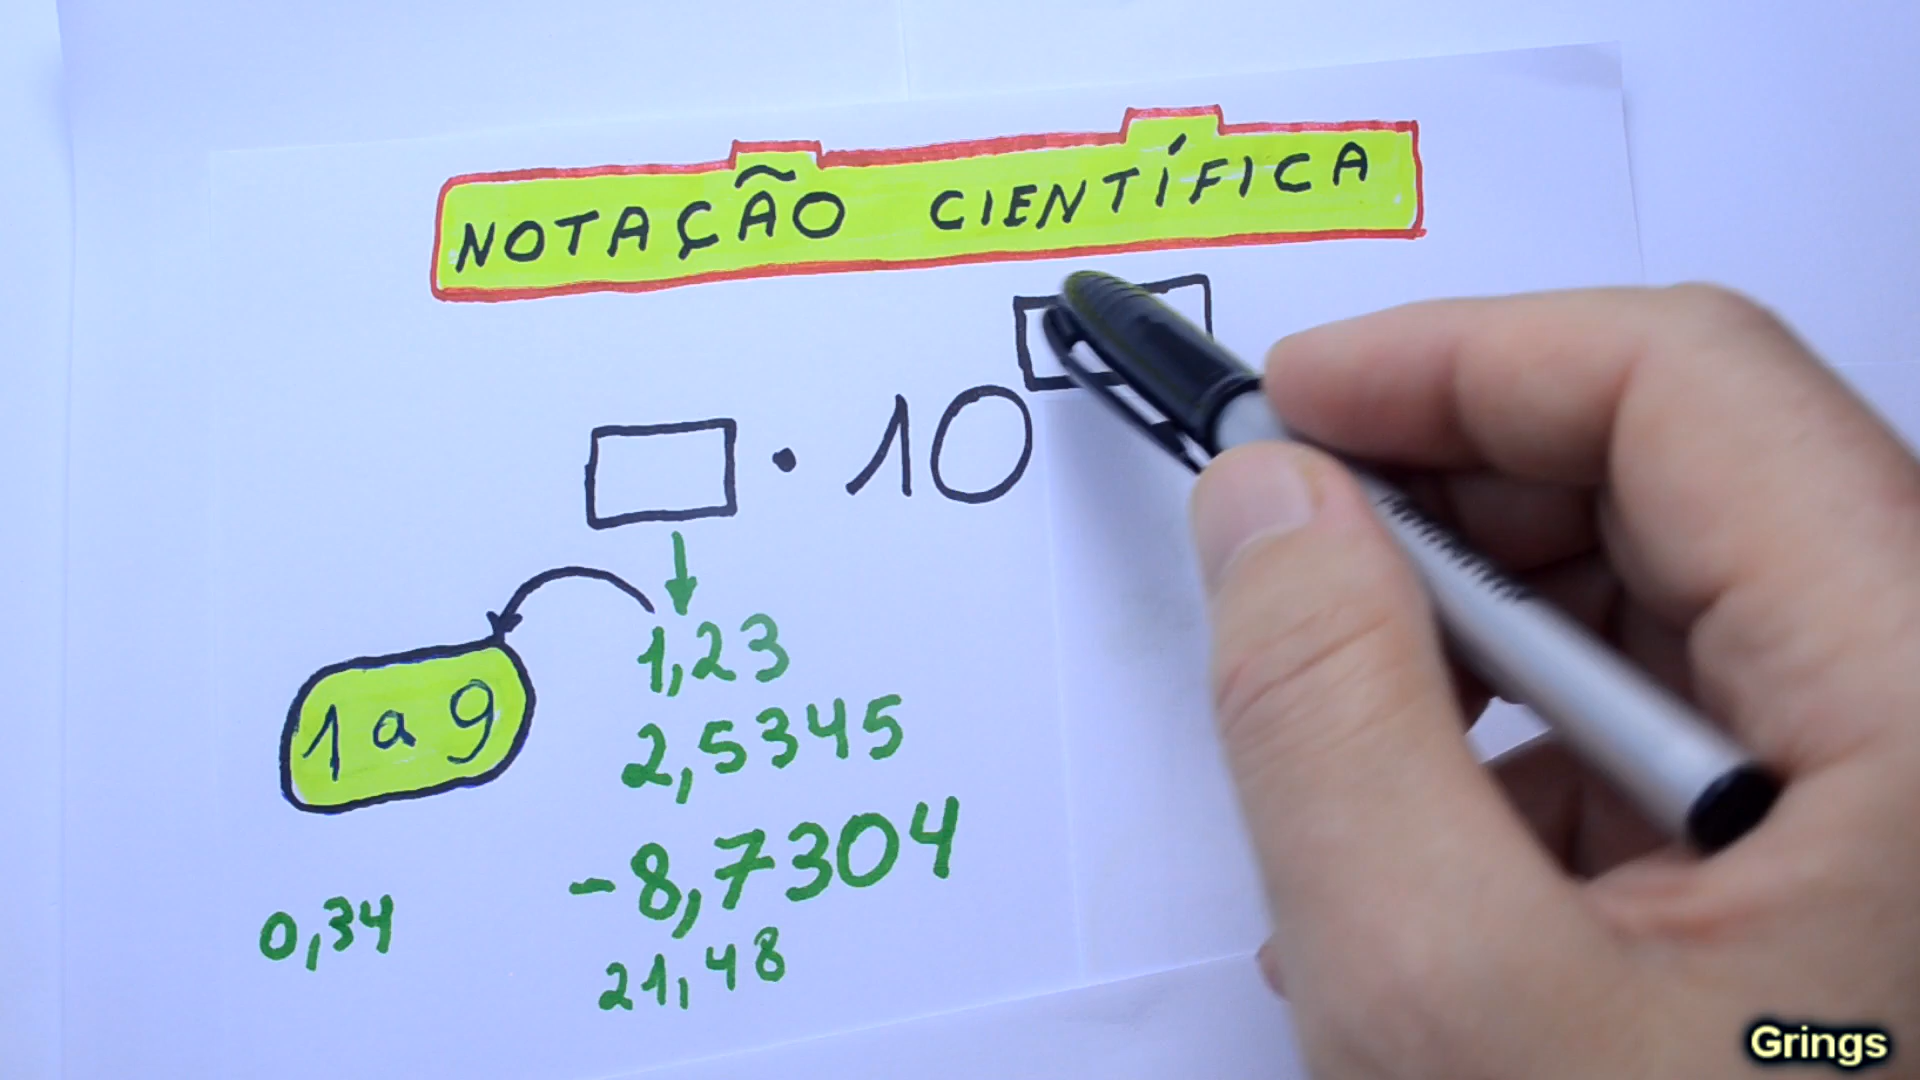 NOTAÇÃO CIENTÍFICA
· 10
1,23
1 a 9
2,5345
-8,7304
0,34
21,48
Grings